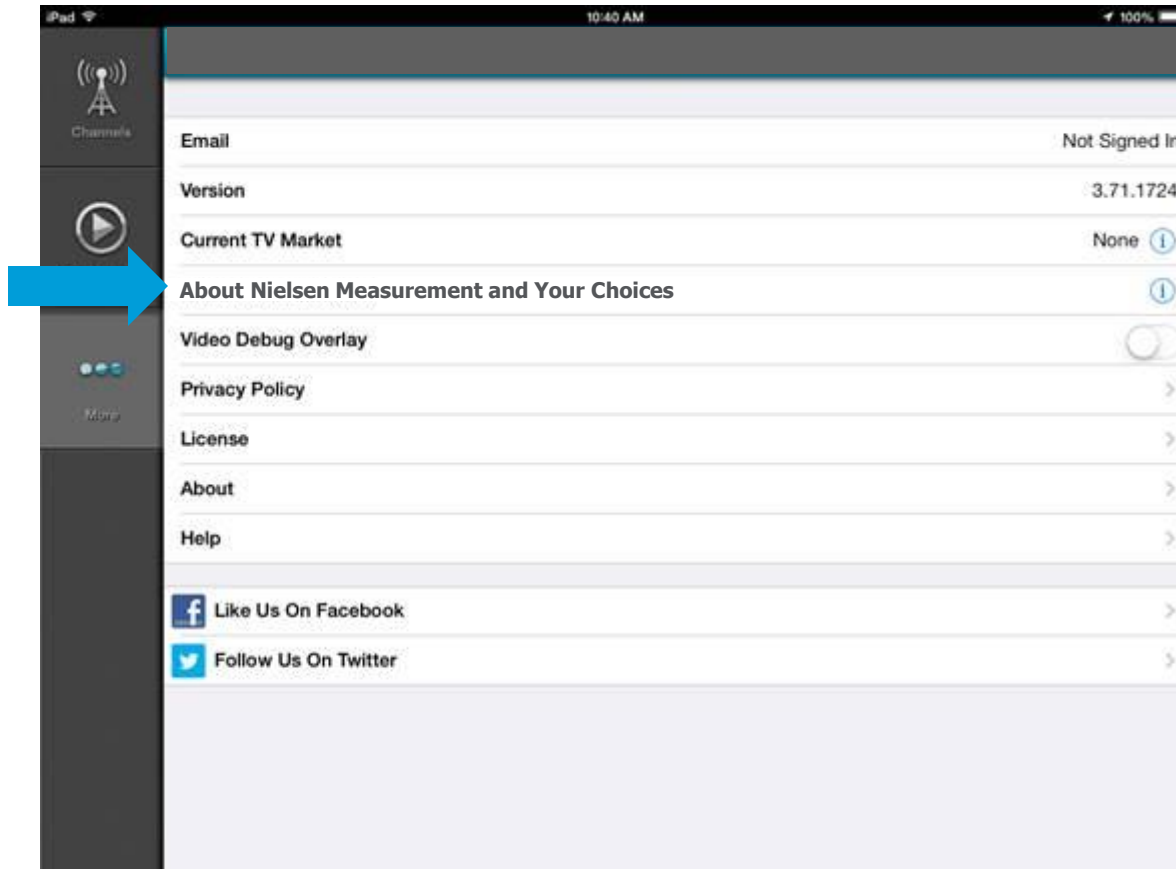 iPad 10:40 AM 100%
Channels
Email Not Signed In
Version 3.71.1724
Current TV Market None
About Nielsen Measurement and Your Choices
Video Debug Overlay
More
Privacy Policy
License
About
Help
Like Us On Facebook
Follow Us On Twitter